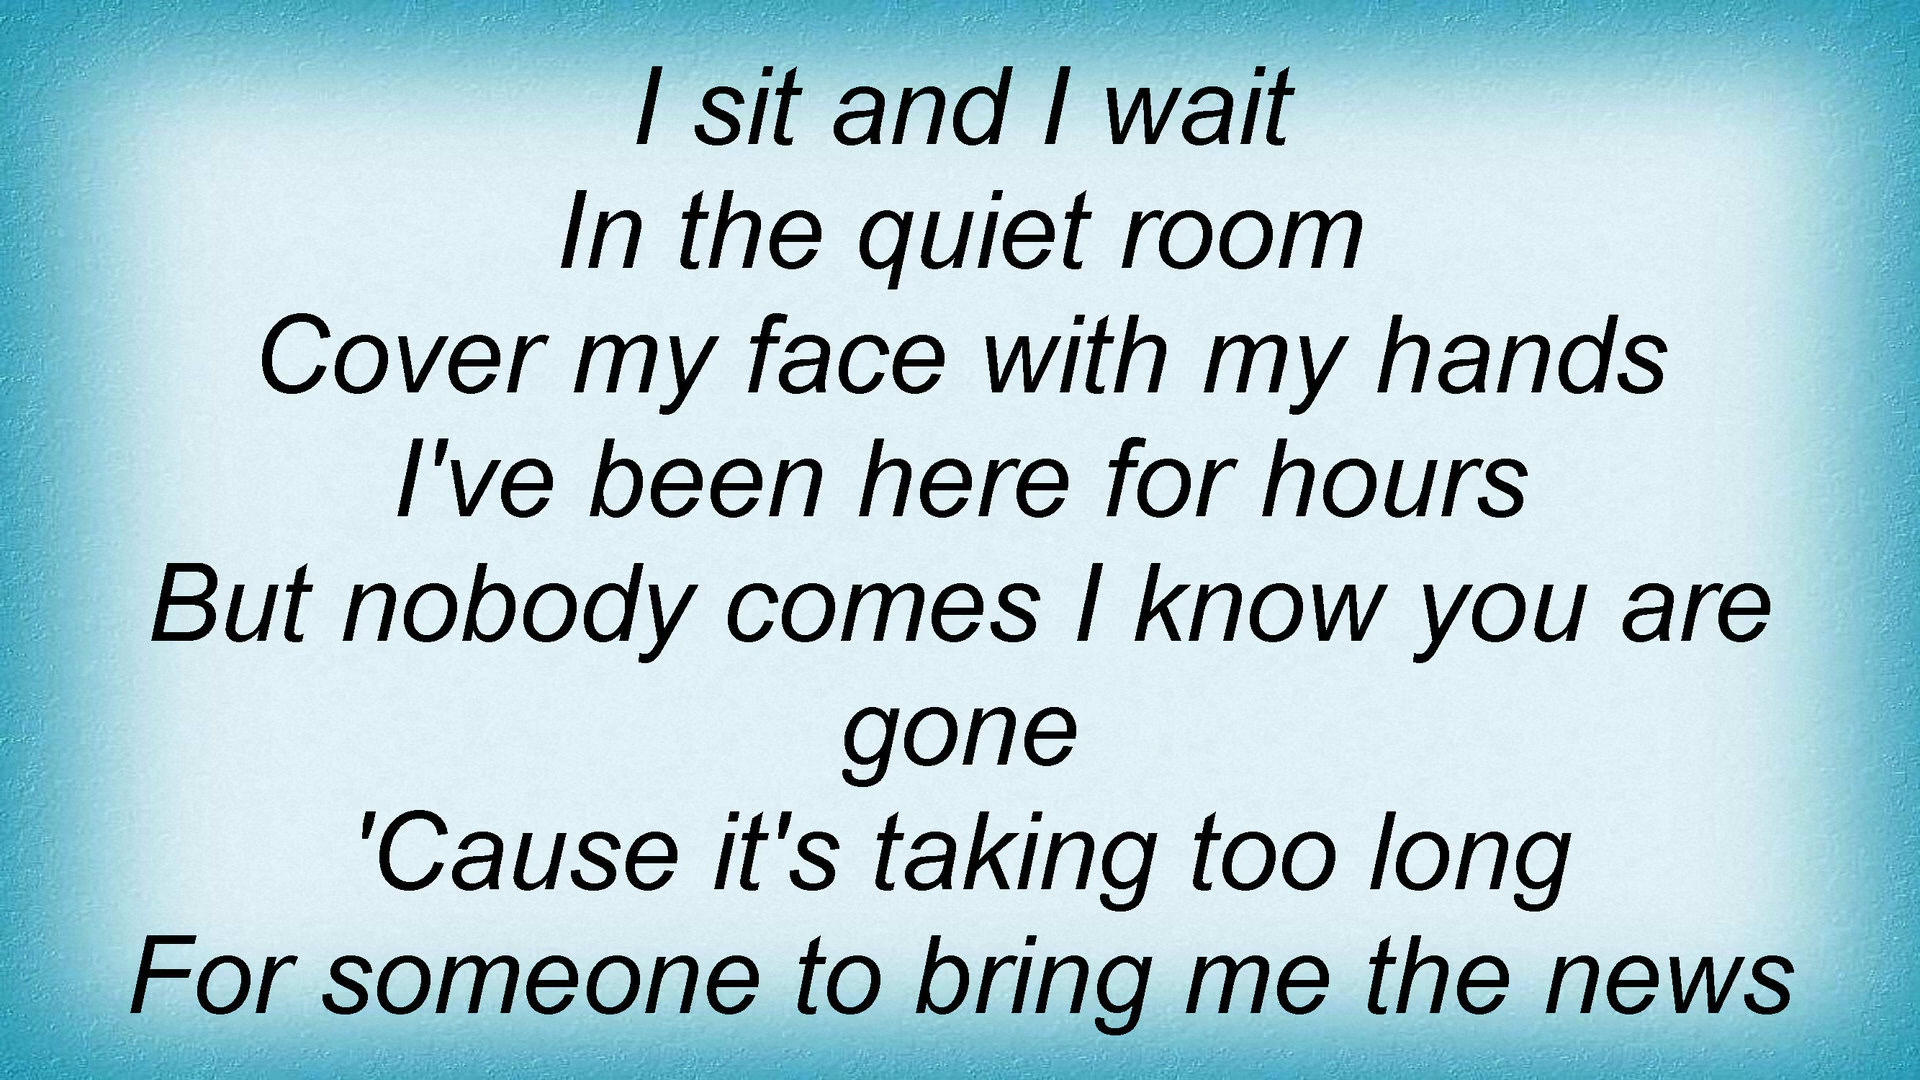 I sit and I wait
In the quiet room
Cover my face with my hands
I've been here for hours
But nobody comes I know you are
gone
'Cause it's taking too long
For someone to bring me the news